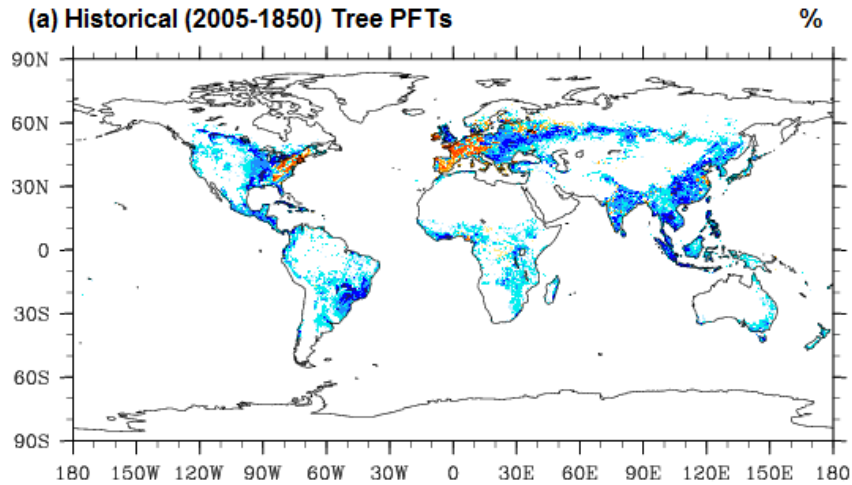 (a) Historical (2005-1850) Tree PFTs %
90N
60N
30N
0
30S
60S
90S
180 150W 120W 90W 60W 30W 0 30E 60E 90E 120E 150E 180